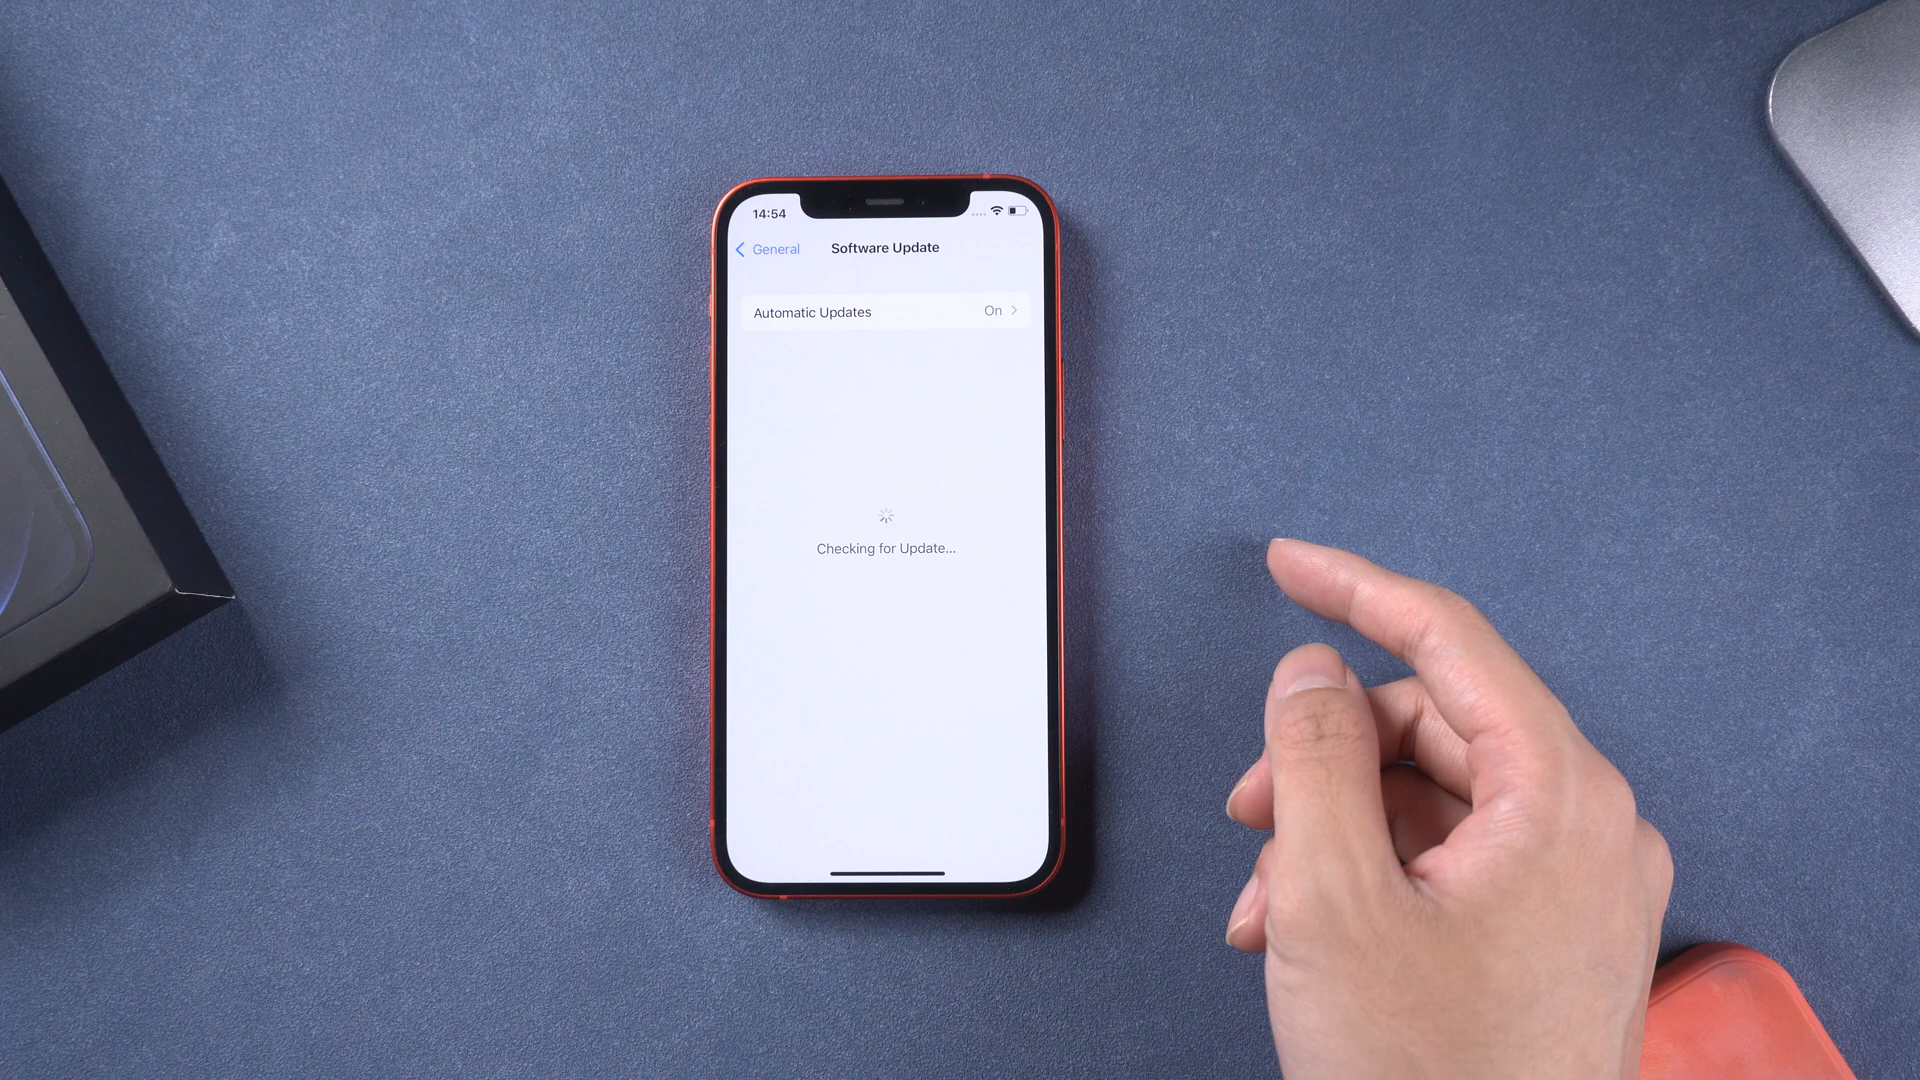 14:54
General
Software Update
Automatic Updates
On
Checking for Update...